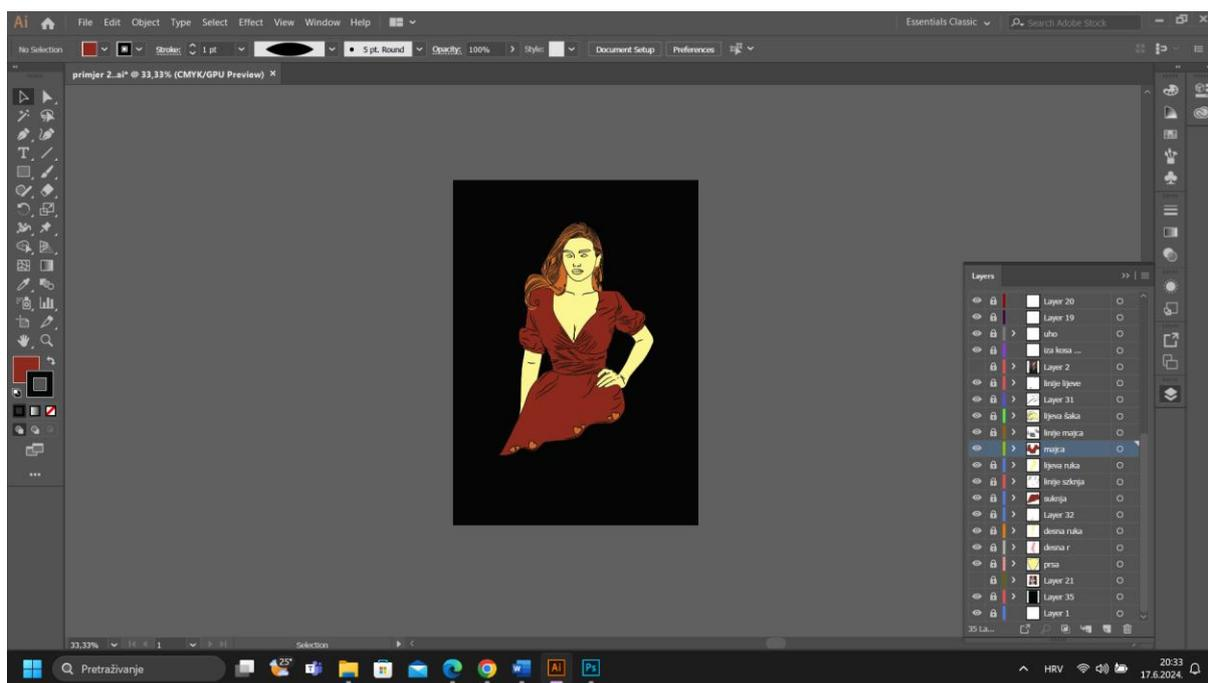 Ai File Edit Object Type Select Effect View Window Help Essentials Classic Search Adobe Stock
No Selection Stroke: 1 pt 5 pt. Round Opacity: 100% Style: Document Setup Preferences
primjer 2..ai* @ 33,33% (CMYK/GPU Preview) ×
Layers
Layer 20
Layer 19
uho
iza kosa ...
Layer 2
linije lijeve
Layer 31
lijeva šaka
linije majca
majca
lijeva ruka
linije szknja
suknja
Layer 32
desna ruka
desna r
prsa
Layer 21
Layer 35
Layer 1
35 La...
33,33% 1 Selection
Pretraživanje 25° Ai Ps HRV 20:33
17.6.2024.